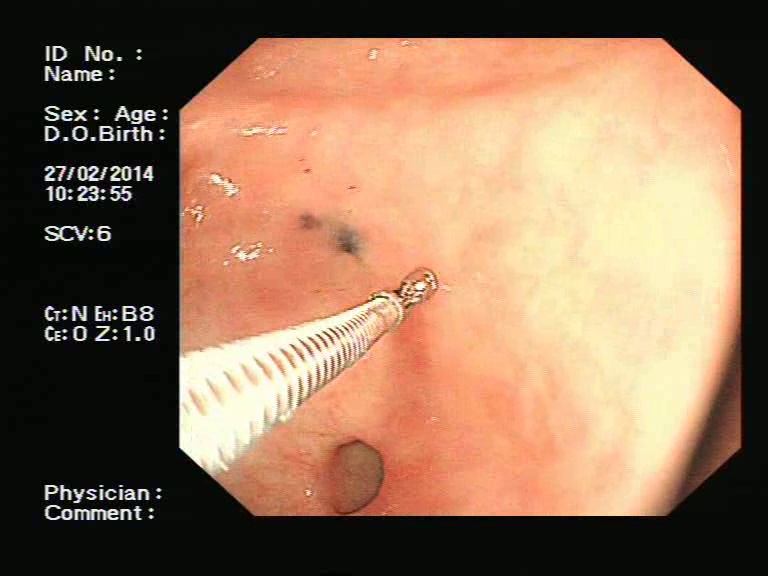 ID No. :
Name:
Sex: Age:
D.O.Birth:
27/02/2014
10:23:55
SCV:6
CT:N EH:B8
CE:0 Z:1.0
Physician:
Comment: